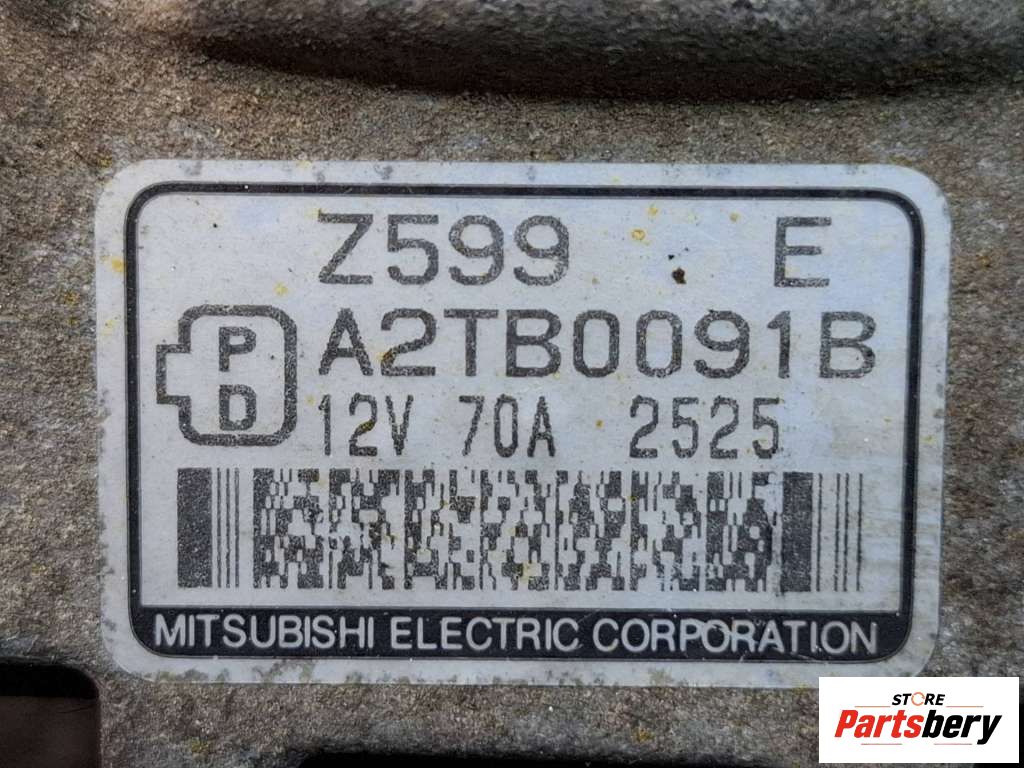 Z599 E
P
D
A2TB0091B
12V 70A 2525
MITSUBISHI ELECTRIC CORPORATION
STORE
Partsbery